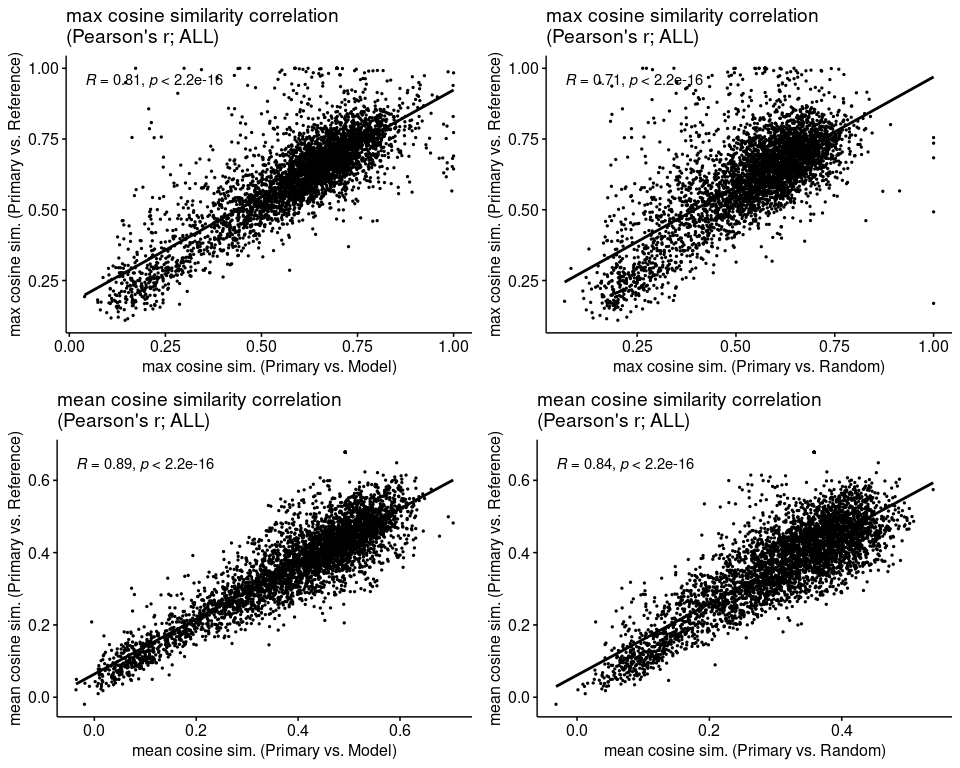 max cosine similarity correlation
(Pearson's r; ALL)
R = 0.81, p < 2.2e-16
max cosine sim. (Primary vs. Reference)
1.00
0.75
0.50
0.25
0.00 0.25 0.50 0.75 1.00
max cosine sim. (Primary vs. Model)
max cosine similarity correlation
(Pearson's r; ALL)
R = 0.71, p < 2.2e-16
max cosine sim. (Primary vs. Reference)
1.00
0.75
0.50
0.25
0.25 0.50 0.75 1.00
max cosine sim. (Primary vs. Random)
mean cosine similarity correlation
(Pearson's r; ALL)
R = 0.89, p < 2.2e-16
mean cosine sim. (Primary vs. Reference)
0.6
0.4
0.2
0.0
0.0 0.2 0.4 0.6
mean cosine sim. (Primary vs. Model)
mean cosine similarity correlation
(Pearson's r; ALL)
R = 0.84, p < 2.2e-16
mean cosine sim. (Primary vs. Reference)
0.6
0.4
0.2
0.0
0.0 0.2 0.4
mean cosine sim. (Primary vs. Random)